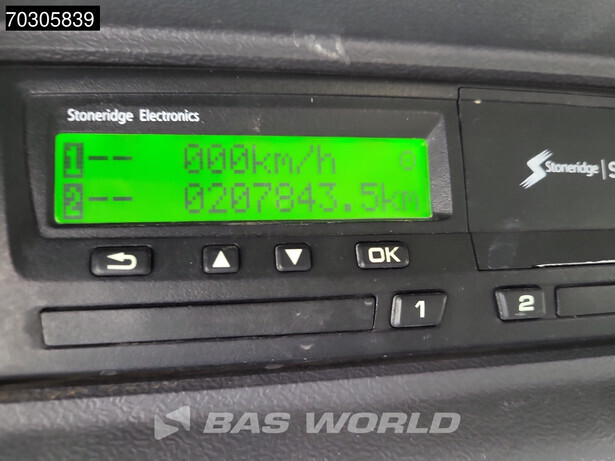 70305839
Stoneridge Electronics
1-- 000km/h
2-- 0207843.5km
Stoneridge
OK
1
2
BAS WORLD